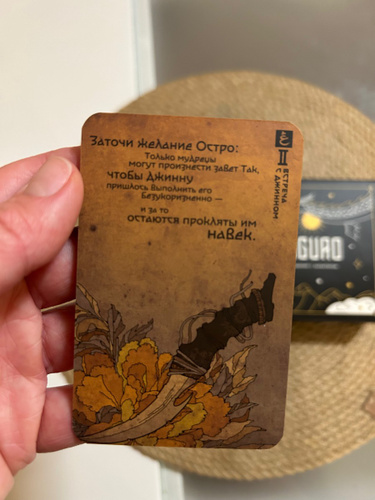 Заточи желание Остро:
Только мудрецы
могут произнести завет Так,
чтобы Джинну
пришлось выполнить его
Безукоризненно —
и за то
остаются прокляты им
навек.
II
ВСТРЕЧА
С ДЖИННОМ
GURO